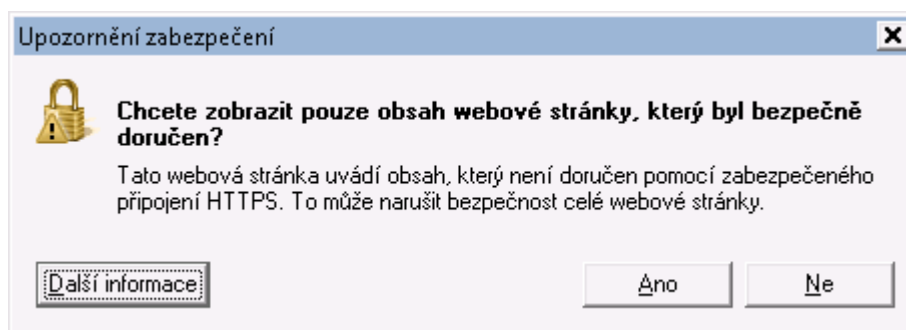 Upozornění zabezpečení
Chcete zobrazit pouze obsah webové stránky, který byl bezpečně
doručen?
Tato webová stránka uvádí obsah, který není doručen pomocí zabezpečeného
připojení HTTPS. To může narušit bezpečnost celé webové stránky.
Další informace
Ano
Ne